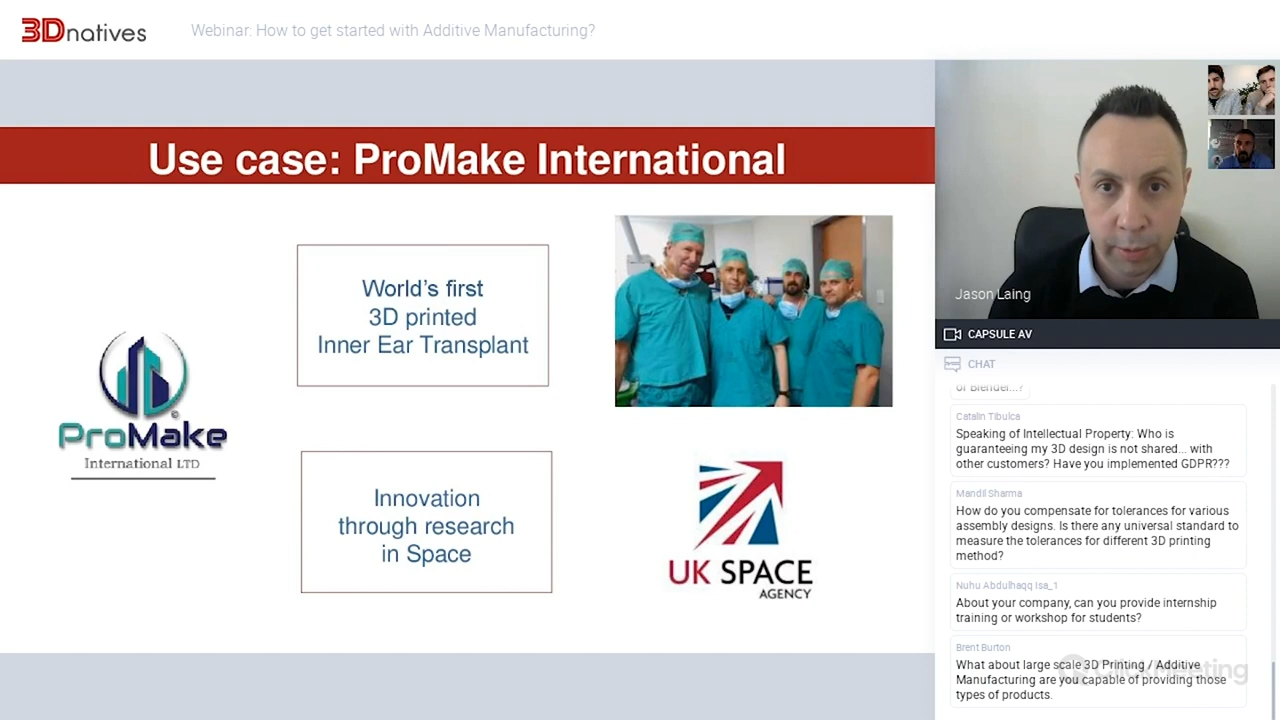 3Dnatives
Webinar: How to get started with Additive Manufacturing?
Use case: ProMake International
World's first
3D printed
Inner Ear Transplant
ProMake
International LTD
Innovation
through research
in Space
UK SPACE
AGENCY
Jason Laing
CAPSULE AV
CHAT
or Blender...?
Catalin Tibulca
Speaking of Intellectual Property: Who is
guaranteeing my 3D design is not shared... with
other customers? Have you implemented GDPR???
Mandil Sharma
How do you compensate for tolerances for various
assembly designs. Is there any universal standard to
measure the tolerances for different 3D printing
method?
Nuhu Abdulhaqq Isa_1
About your company, can you provide internship
training or workshop for students?
Brent Burton
What about large scale 3D Printing / Additive
Manufacturing are you capable of providing those
types of products.
ClickMeeting